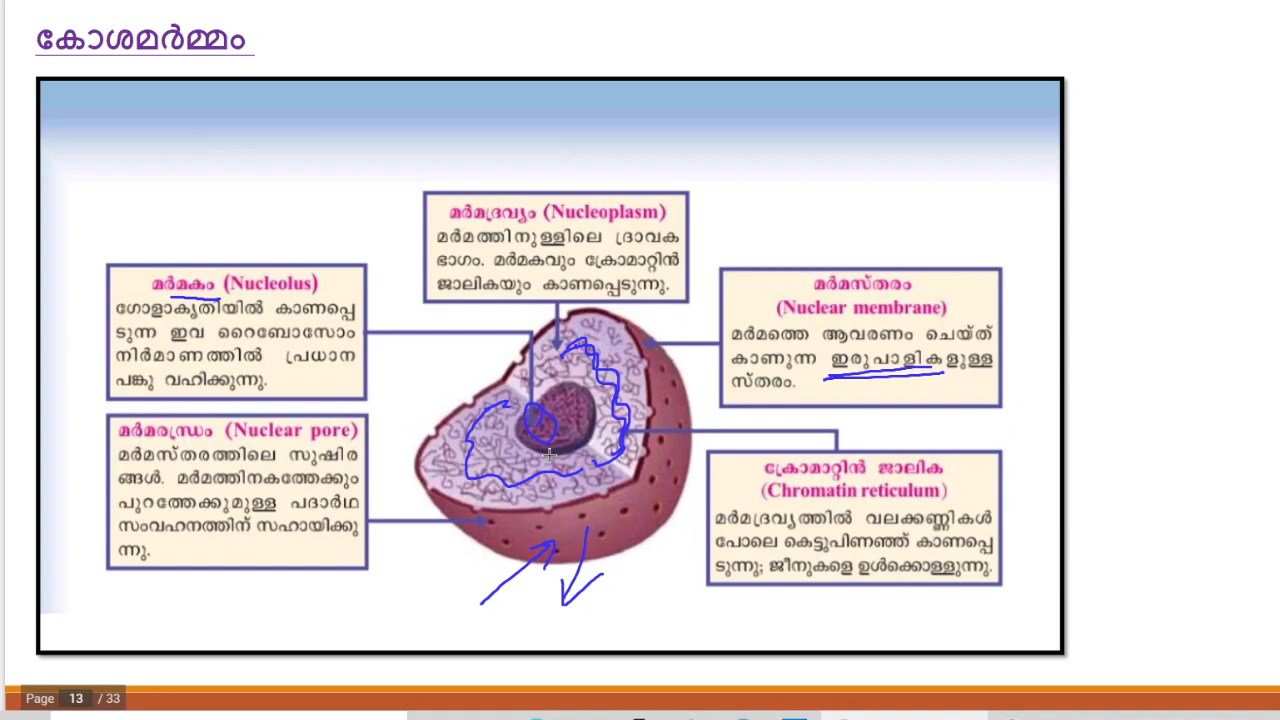 കോശമർമ്മം
മർമദ്രവ്യം (Nucleoplasm)
മർമത്തിനുള്ളിലെ ദ്രാവക
ഭാഗം. മർമകവും ക്രോമാറ്റിൻ
ജാലികയും കാണപ്പെടുന്നു.
മർമകം (Nucleolus)
ഗോളാകൃതിയിൽ കാണപ്പെ
ടുന്ന ഇവ റൈബോസോം
നിർമാണത്തിൽ പ്രധാന
പങ്കു വഹിക്കുന്നു.
മർമസ്തരം
(Nuclear membrane)
മർമത്തെ ആവരണം ചെയ്ത്
കാണുന്ന ഇരുപാളികളുള്ള
സ്തരം.
മർമരന്ധ്രം (Nuclear pore)
മർമസ്തരത്തിലെ സുഷിര
ങ്ങൾ. മർമത്തിനകത്തേക്കും
പുറത്തേക്കുമുള്ള പദാർഥ
സംവഹനത്തിന് സഹായിക്കു
ന്നു.
ക്രോമാറ്റിൻ ജാലിക
(Chromatin reticulum)
മർമദ്രവ്യത്തിൽ വലക്കണ്ണികൾ
പോലെ കെട്ടുപിണഞ്ഞ് കാണപ്പെ
ടുന്നു; ജീനുകളെ ഉൾക്കൊള്ളുന്നു.
Page 13 / 33